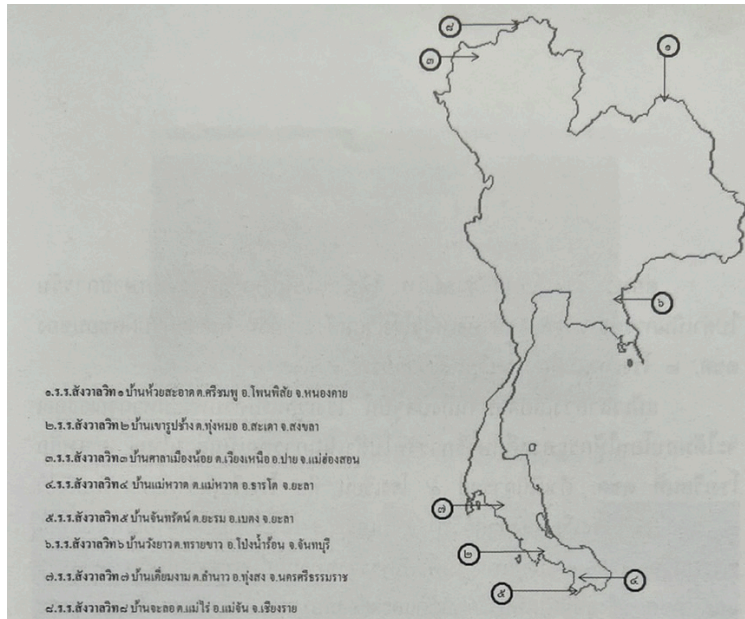 ๘
๑
๓
๖
๗
๒
๔
๕
๑.ร.ร.สังวาลวิท๑ บ้านห้วยสะอาด ต.ศรีชมพู อ.โพนพิสัย จ.หนองคาย
๒.ร.ร.สังวาลวิท๒ บ้านเขารูปช้าง ต.ทุ่งหมอ อ.สะเดา จ.สงขลา
๓.ร.ร.สังวาลวิท๓ บ้านศาลาเมืองน้อย ต.เวียงเหนือ อ.ปาย จ.แม่ฮ่องสอน
๔.ร.ร.สังวาลวิท๔ บ้านแม่หวาด ต.แม่หวาด อ.ธารโต จ.ยะลา
๕.ร.ร.สังวาลวิท๕ บ้านจันทรัตน์ ต.ยะรม อ.เบตง จ.ยะลา
๖.ร.ร.สังวาลวิท๖ บ้านวังยาว ต.ทรายขาว อ.โป่งน้ำร้อน จ.จันทบุรี
๗.ร.ร.สังวาลวิท๗ บ้านเคี่ยมงาม ต.ลำนาว อ.ทุ่งสง จ.นครศรีธรรมราช
๘.ร.ร.สังวาลวิท๘ บ้านจะลอ ต.แม่ไร่ อ.แม่จัน จ.เชียงราย